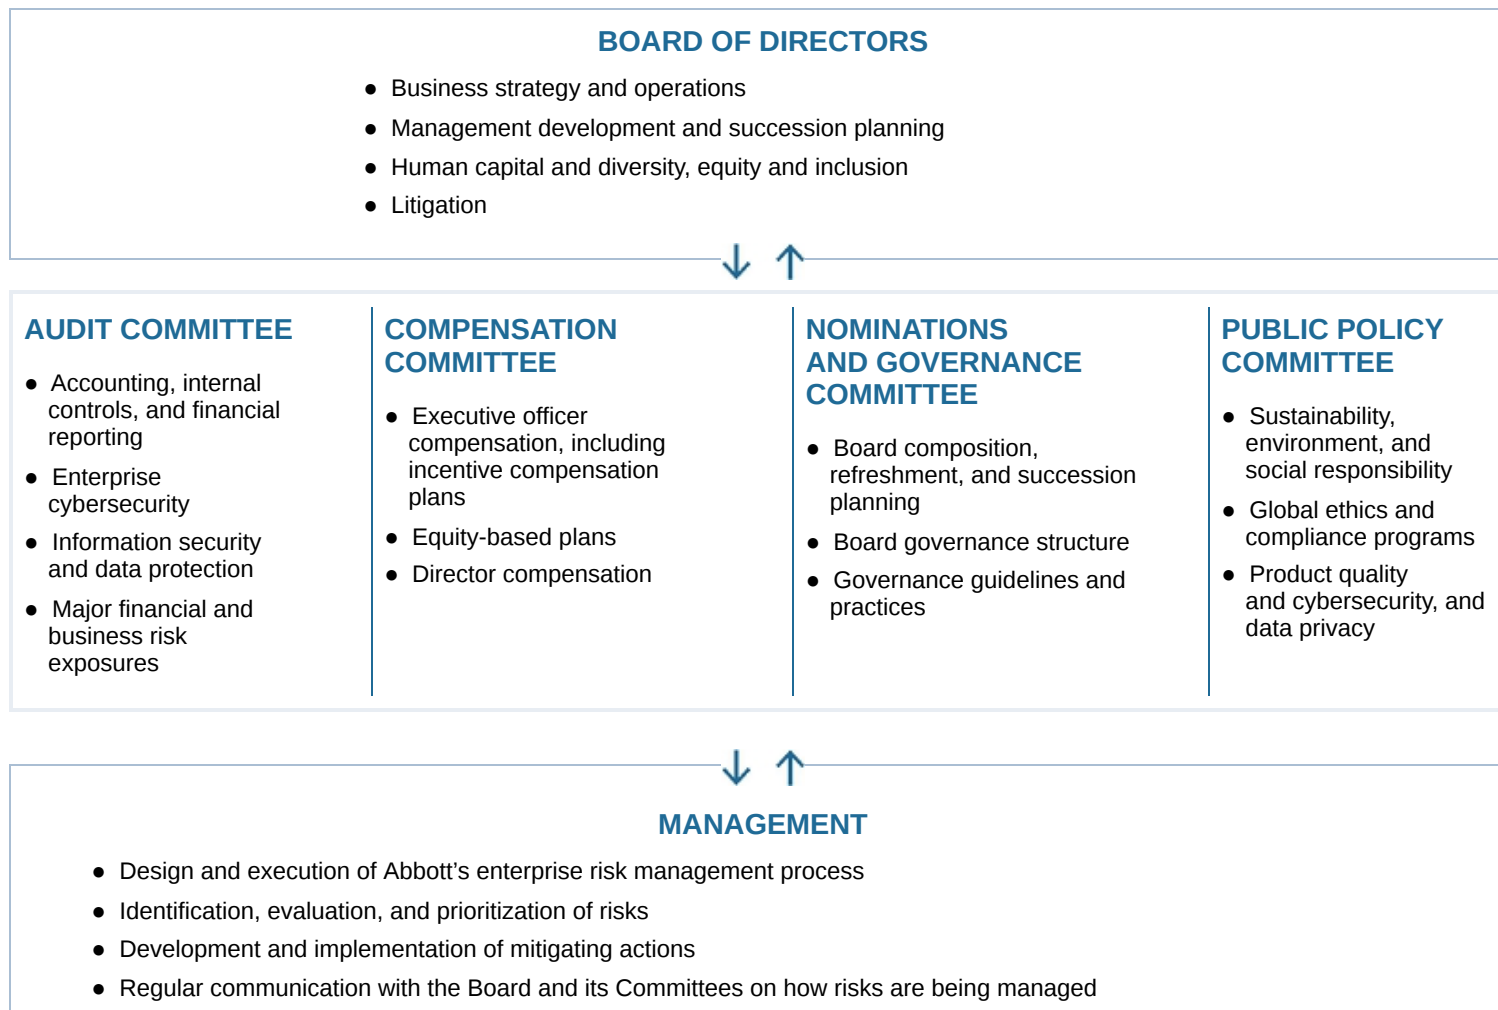 BOARD OF DIRECTORS
● Business strategy and operations
● Management development and succession planning
● Human capital and diversity, equity and inclusion
● Litigation
AUDIT COMMITTEE
● Accounting, internal
controls, and financial
reporting
● Enterprise
cybersecurity
● Information security
and data protection
● Major financial and
business risk
exposures
COMPENSATION
COMMITTEE
● Executive officer
compensation, including
incentive compensation
plans
● Equity-based plans
● Director compensation
NOMINATIONS
AND GOVERNANCE
COMMITTEE
● Board composition,
refreshment, and succession
planning
● Board governance structure
● Governance guidelines and
practices
PUBLIC POLICY
COMMITTEE
● Sustainability,
environment, and
social responsibility
● Global ethics and
compliance programs
● Product quality
and cybersecurity, and
data privacy
MANAGEMENT
● Design and execution of Abbott’s enterprise risk management process
● Identification, evaluation, and prioritization of risks
● Development and implementation of mitigating actions
● Regular communication with the Board and its Committees on how risks are being managed